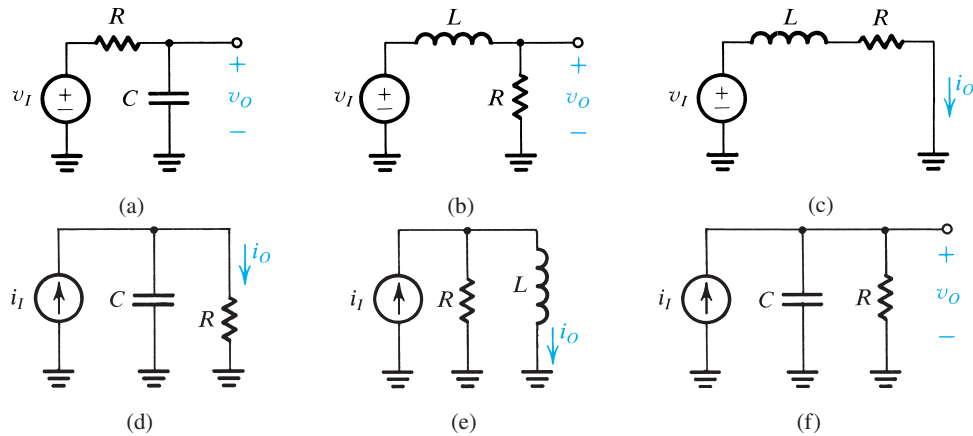 R
v_I
+
−
C
+
v_O
−
(a)
L
v_I
+
−
R
+
v_O
−
(b)
L
R
v_I
+
−
i_O
(c)
i_I
C
i_O
R
(d)
i_I
R
L
i_O
(e)
i_I
C
R
+
v_O
−
(f)